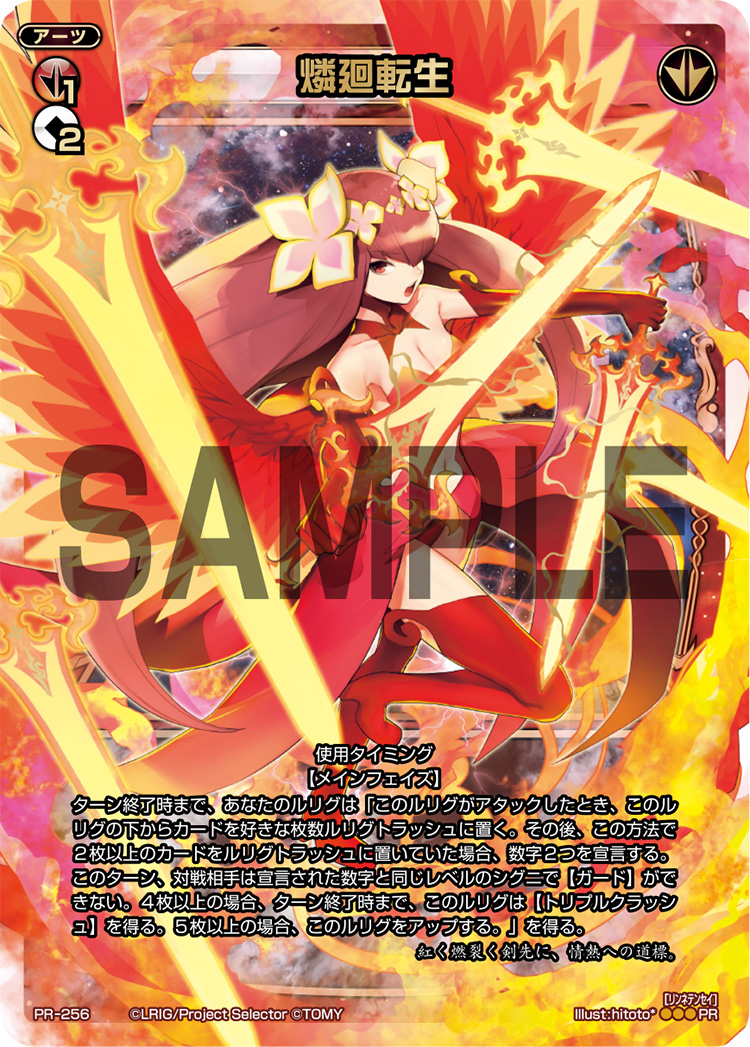 アーツ
燐廻転生
1
2
SAMPLE
使用タイミング
【メインフェイズ】
ターン終了時まで、あなたのルリグは「このルリグがアタックしたとき、このル
リグの下からカードを好きな枚数ルリグトラッシュに置く。その後、この方法で
２枚以上のカードをルリグトラッシュに置いていた場合、数字２つを宣言する。
このターン、対戦相手は宣言された数字と同じレベルのシグニで【ガード】がで
きない。４枚以上の場合、ターン終了時まで、このルリグは【トリプルクラッシ
ュ】を得る。５枚以上の場合、このルリグをアップする。」を得る。
紅く燃裂く剣先に、情熱への道標。
[リンネテンセイ]
PR-256 ©LRIG/Project Selector ©TOMY Illust:hitoto* PR